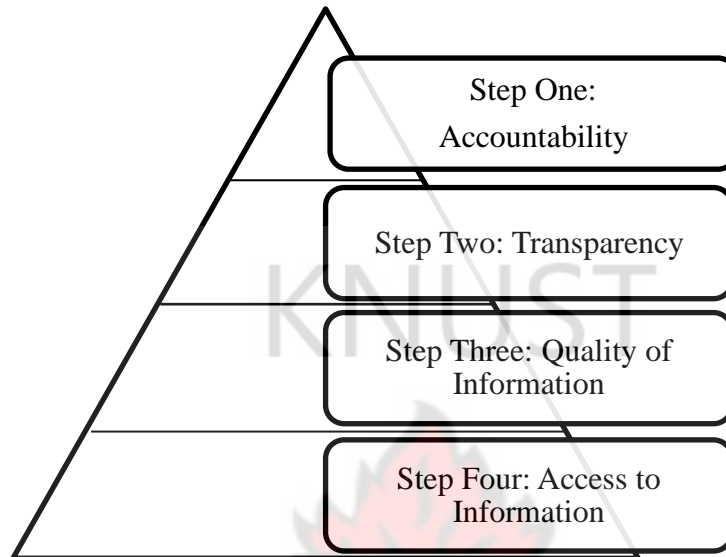 Step One:
Accountability
Step Two: Transparency
KNUST
Step Three: Quality of
Information
Step Four: Access to
Information